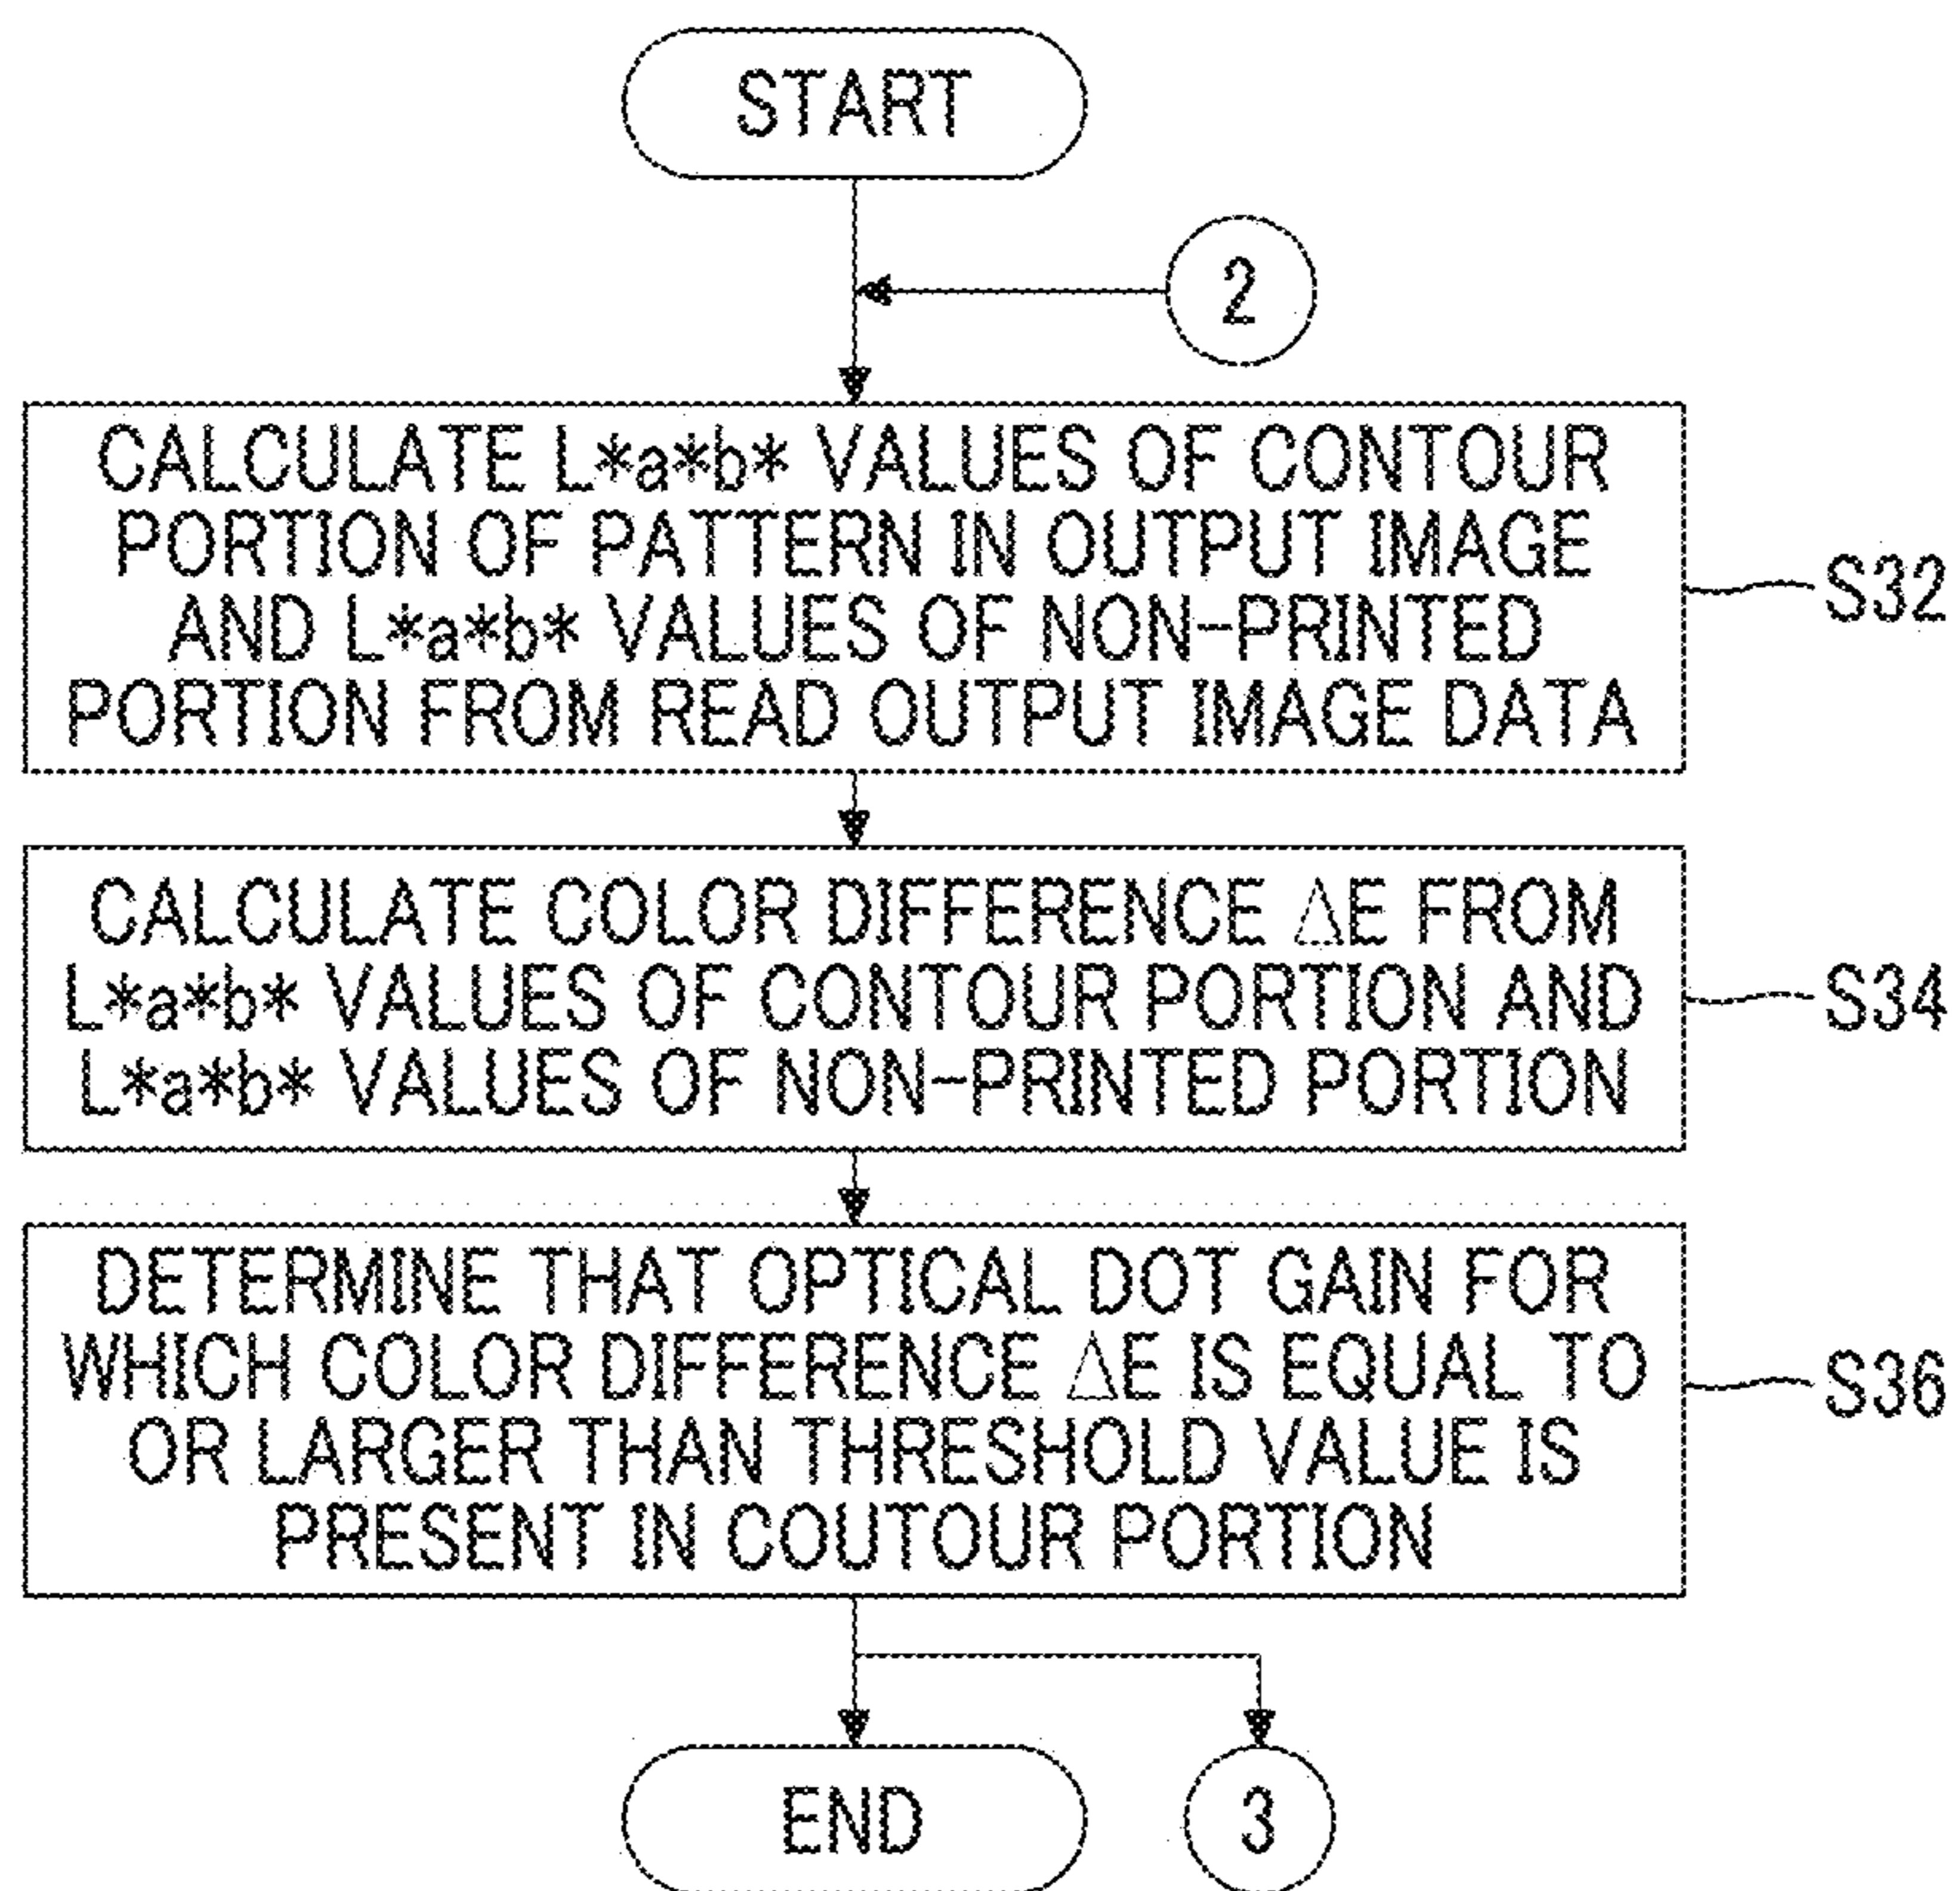 START
2
CALCULATE L*a*b* VALUES OF CONTOUR
PORTION OF PATTERN IN OUTPUT IMAGE
AND L*a*b* VALUES OF NON-PRINTED
PORTION FROM READ OUTPUT IMAGE DATA
S32
CALCULATE COLOR DIFFERENCE ΔE FROM
L*a*b* VALUES OF CONTOUR PORTION AND
L*a*b* VALUES OF NON-PRINTED PORTION
S34
DETERMINE THAT OPTICAL DOT GAIN FOR
WHICH COLOR DIFFERENCE ΔE IS EQUAL TO
OR LARGER THAN THRESHOLD VALUE IS
PRESENT IN COUTOUR PORTION
S36
END
3